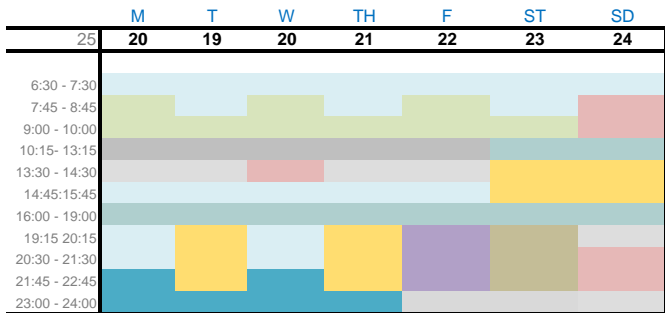 M T W TH F ST SD
25 20 19 20 21 22 23 24
6:30 - 7:30
7:45 - 8:45
9:00 - 10:00
10:15- 13:15
13:30 - 14:30
14:45:15:45
16:00 - 19:00
19:15 20:15
20:30 - 21:30
21:45 - 22:45
23:00 - 24:00